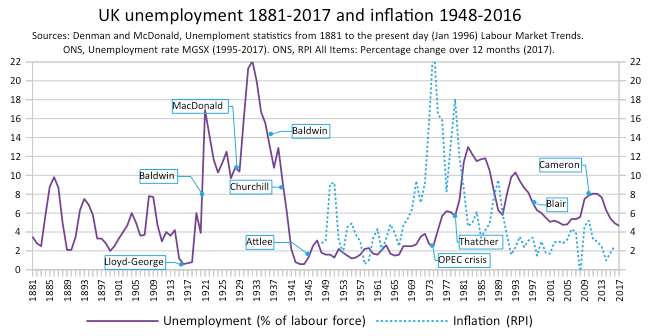 UK unemployment 1881-2017 and inflation 1948-2016
Sources: Denman and McDonald, Unemploment statistics from 1881 to the present day (Jan 1996) Labour Market Trends.
ONS, Unemployment rate MGSX (1995-2017). ONS, RPI All Items: Percentage change over 12 months (2017).
22 22
20 20
18 18
16 16
14 14
12 12
10 10
8 8
6 6
4 4
2 2
0 0
MacDonald
Baldwin
Cameron
Baldwin
Churchill
Blair
Attlee
Thatcher
Lloyd-George
OPEC crisis
1881 1885 1889 1893 1897 1901 1905 1909 1913 1917 1921 1925 1929 1933 1937 1941 1945 1949 1953 1957 1961 1965 1969 1973 1977 1981 1985 1989 1993 1997 2001 2005 2009 2013 2017
Unemployment (% of labour force) Inflation (RPI)